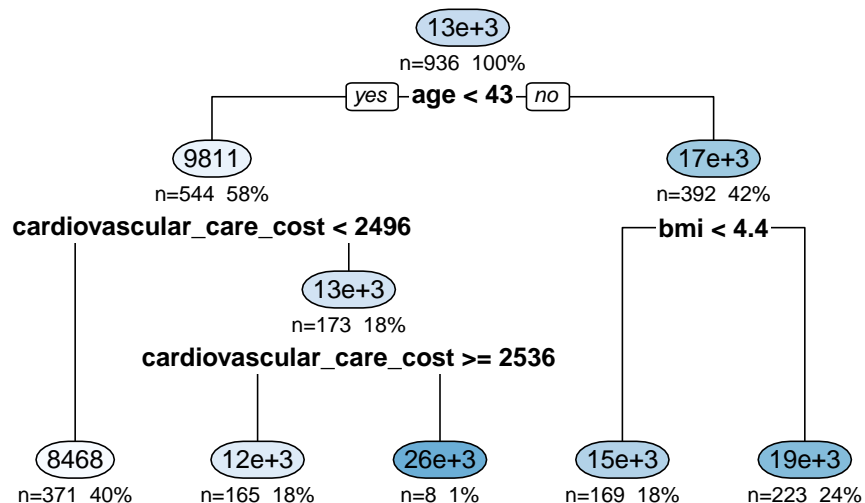 13e+3
n=936 100%
yes age < 43 no
9811 17e+3
n=544 58% n=392 42%
cardiovascular_care_cost < 2496 bmi < 4.4
13e+3
n=173 18%
cardiovascular_care_cost >= 2536
8468 12e+3 26e+3 15e+3 19e+3
n=371 40% n=165 18% n=8 1% n=169 18% n=223 24%